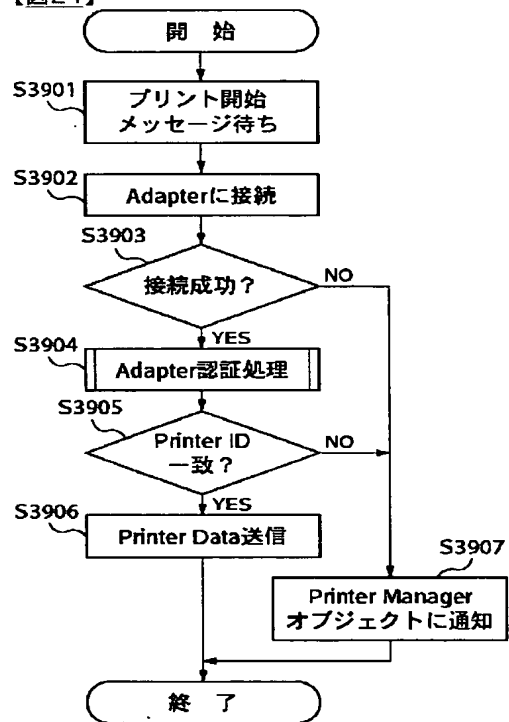 開 始
S3901
プリント開始
メッセージ待ち
S3902
Adapterに接続
S3903
接続成功?
NO
YES
S3904
Adapter認証処理
S3905
Printer ID
一致?
NO
YES
S3906
Printer Data送信
S3907
Printer Manager
オブジェクトに通知
終 了